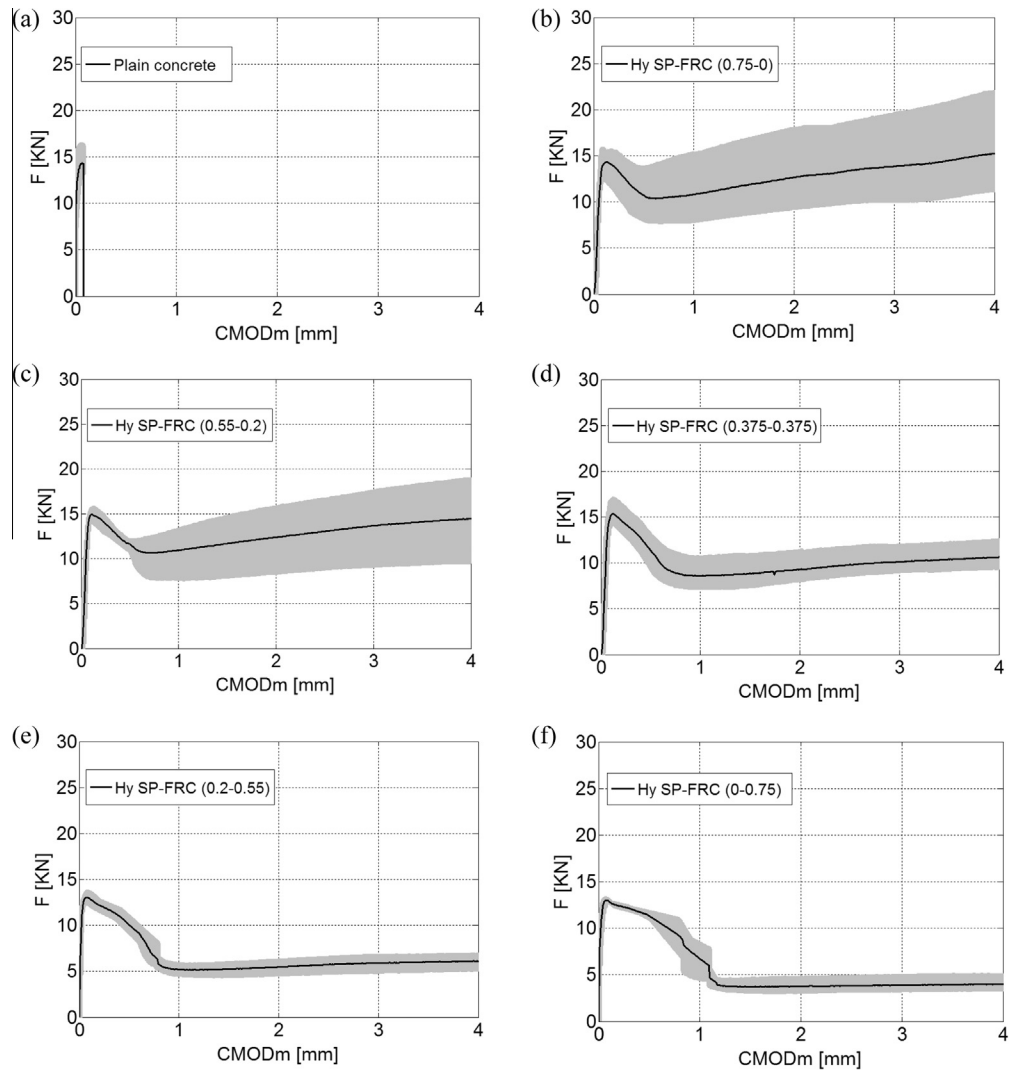 (a)
30
25
20
15
10
5
0
F [KN]
Plain concrete
0 1 2 3 4
CMODm [mm]
(b)
30
25
20
15
10
5
0
F [KN]
Hy SP-FRC (0.75-0)
0 1 2 3 4
CMODm [mm]
(c)
30
25
20
15
10
5
0
F [KN]
Hy SP-FRC (0.55-0.2)
0 1 2 3 4
CMODm [mm]
(d)
30
25
20
15
10
5
0
F [KN]
Hy SP-FRC (0.375-0.375)
0 1 2 3 4
CMODm [mm]
(e)
30
25
20
15
10
5
0
F [KN]
Hy SP-FRC (0.2-0.55)
0 1 2 3 4
CMODm [mm]
(f)
30
25
20
15
10
5
0
F [KN]
Hy SP-FRC (0-0.75)
0 1 2 3 4
CMODm [mm]